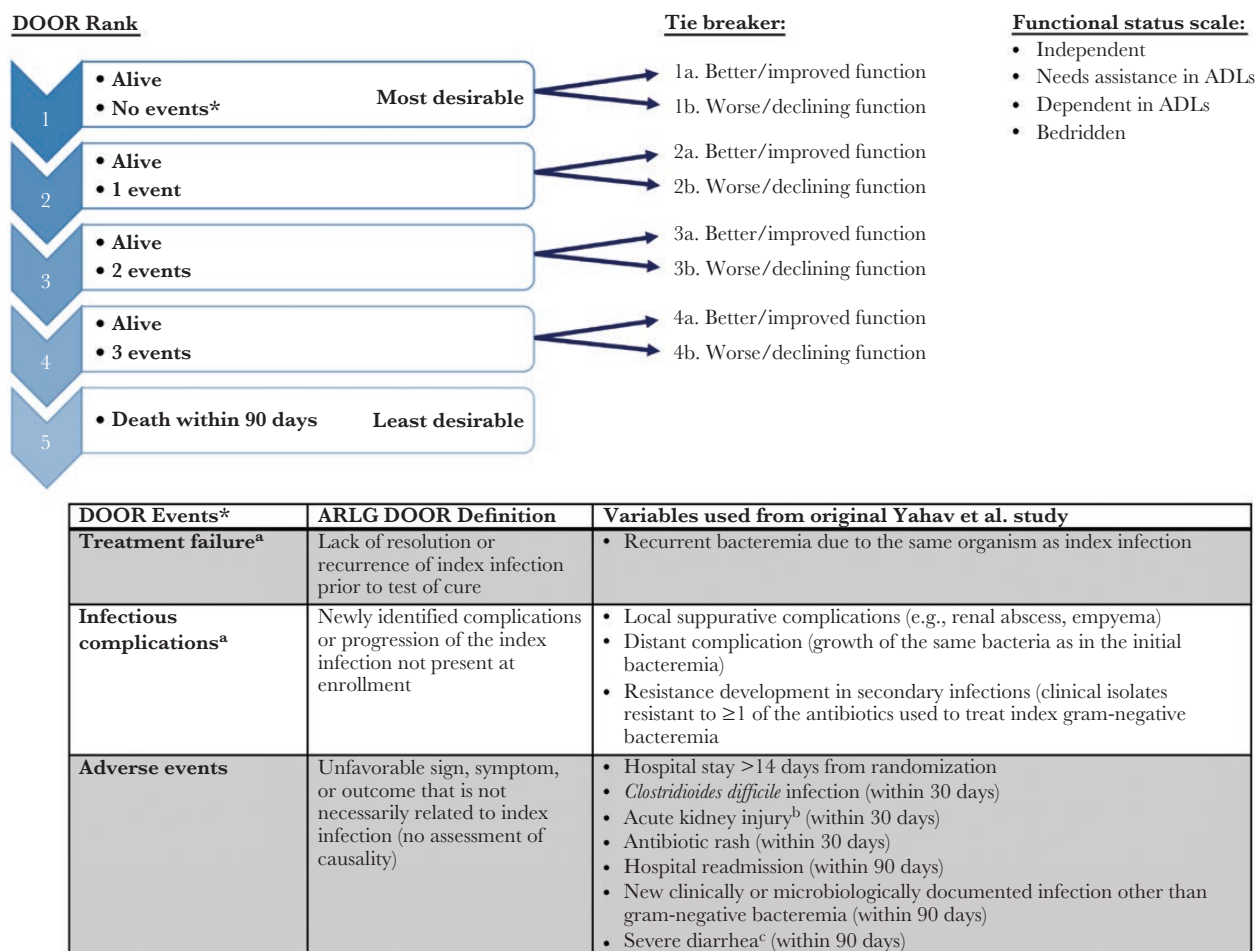 DOOR Rank
Tie breaker:
Functional status scale:
1
• Alive
• No events*
Most desirable
1a. Better/improved function
1b. Worse/declining function
• Independent
• Needs assistance in ADLs
• Dependent in ADLs
• Bedridden
2
• Alive
• 1 event
2a. Better/improved function
2b. Worse/declining function
3
• Alive
• 2 events
3a. Better/improved function
3b. Worse/declining function
4
• Alive
• 3 events
4a. Better/improved function
4b. Worse/declining function
5
• Death within 90 days
Least desirable
DOOR Events*
ARLG DOOR Definition
Variables used from original Yahav et al. study
Treatment failureᵃ
Lack of resolution or
recurrence of index infection
prior to test of cure
• Recurrent bacteremia due to the same organism as index infection
Infectious
complicationsᵃ
Newly identified complications
or progression of the index
infection not present at
enrollment
• Local suppurative complications (e.g., renal abscess, empyema)
• Distant complication (growth of the same bacteria as in the initial
bacteremia)
• Resistance development in secondary infections (clinical isolates
resistant to ≥1 of the antibiotics used to treat index gram-negative
bacteremia
Adverse events
Unfavorable sign, symptom,
or outcome that is not
necessarily related to index
infection (no assessment of
causality)
• Hospital stay >14 days from randomization
• Clostridioides difficile infection (within 30 days)
• Acute kidney injuryᵇ (within 30 days)
• Antibiotic rash (within 30 days)
• Hospital readmission (within 90 days)
• New clinically or microbiologically documented infection other than
gram-negative bacteremia (within 90 days)
• Severe diarrheaᶜ (within 90 days)